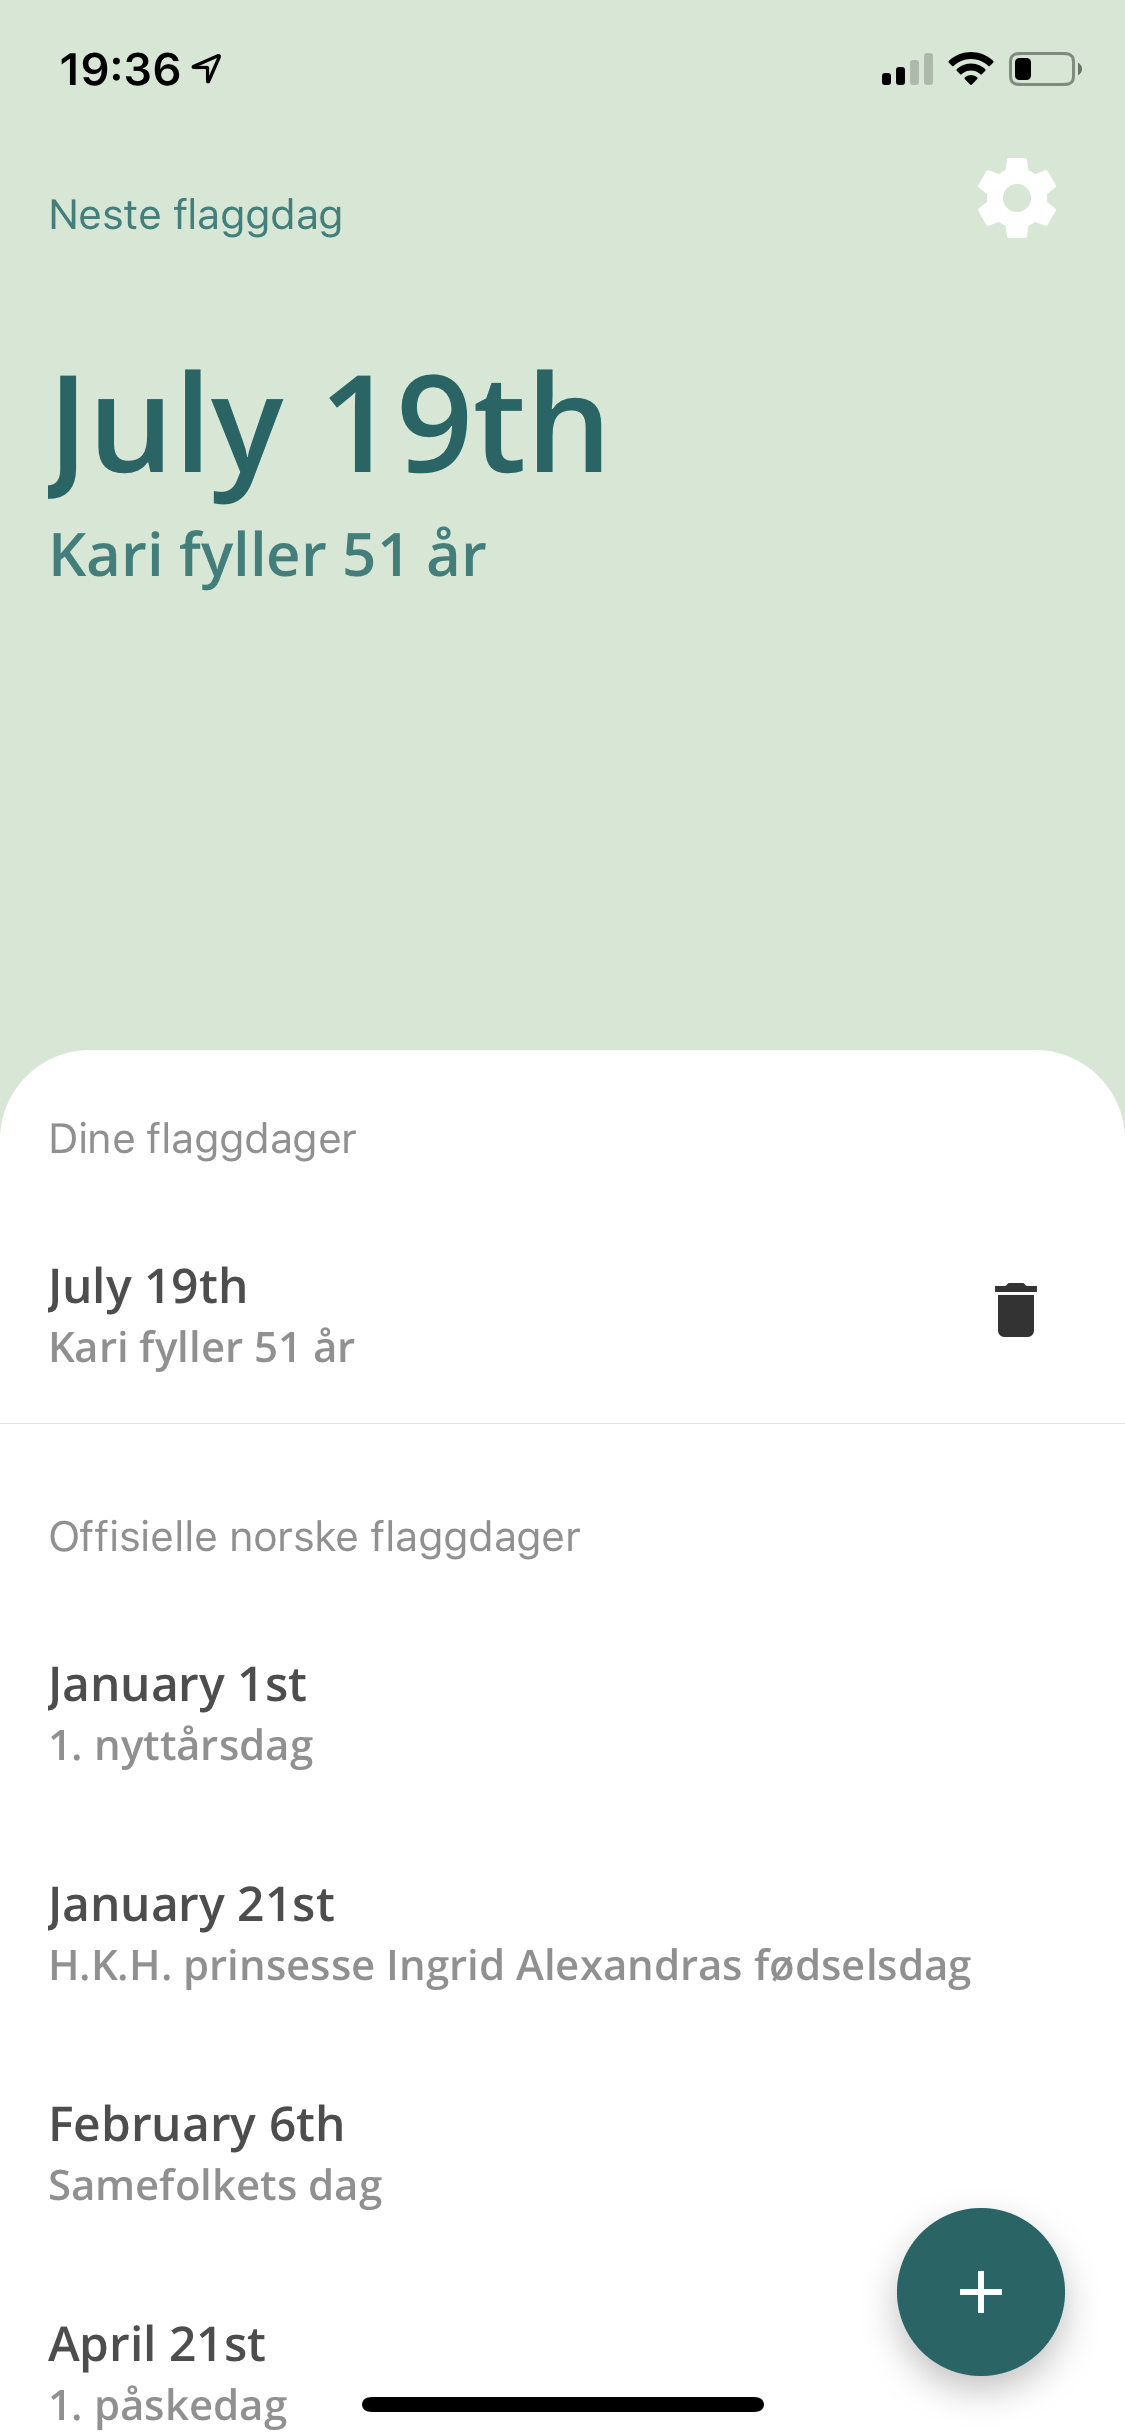 19:36
Neste flaggdag
July 19th
Kari fyller 51 år
Dine flaggdager
July 19th
Kari fyller 51 år
Offisielle norske flaggdager
January 1st
1. nyttårsdag
January 21st
H.K.H. prinsesse Ingrid Alexandras fødselsdag
February 6th
Samefolkets dag
April 21st
1. påskedag